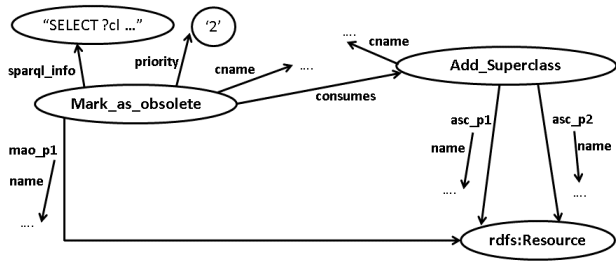 “SELECT ?cl …”
‘2’
sparql_info
priority
cname
....
cname
Add_Superclass
Mark_as_obsolete
consumes
mao_p1
name
....
asc_p1
name
....
asc_p2
name
....
rdfs:Resource